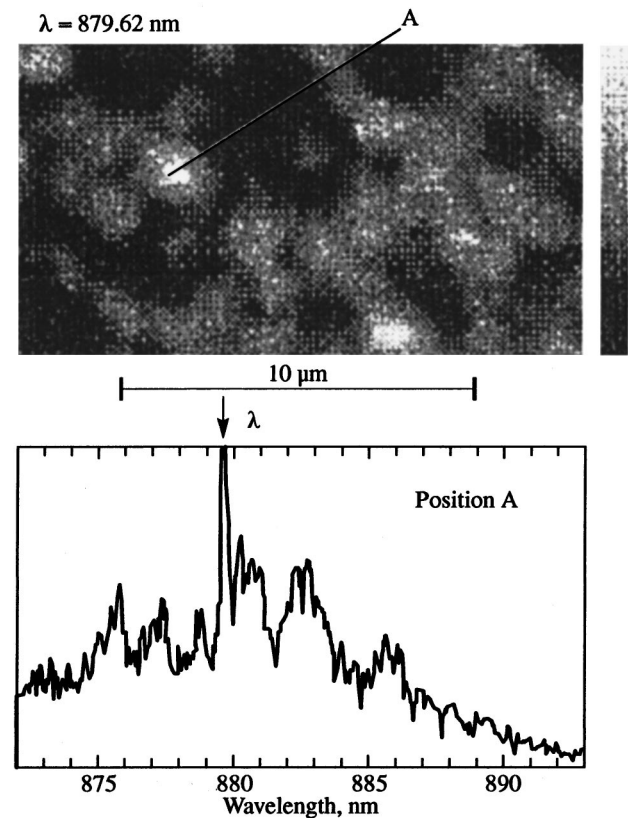 λ = 879.62 nm
A
10 μm
λ
Position A
875 880 885 890
Wavelength, nm